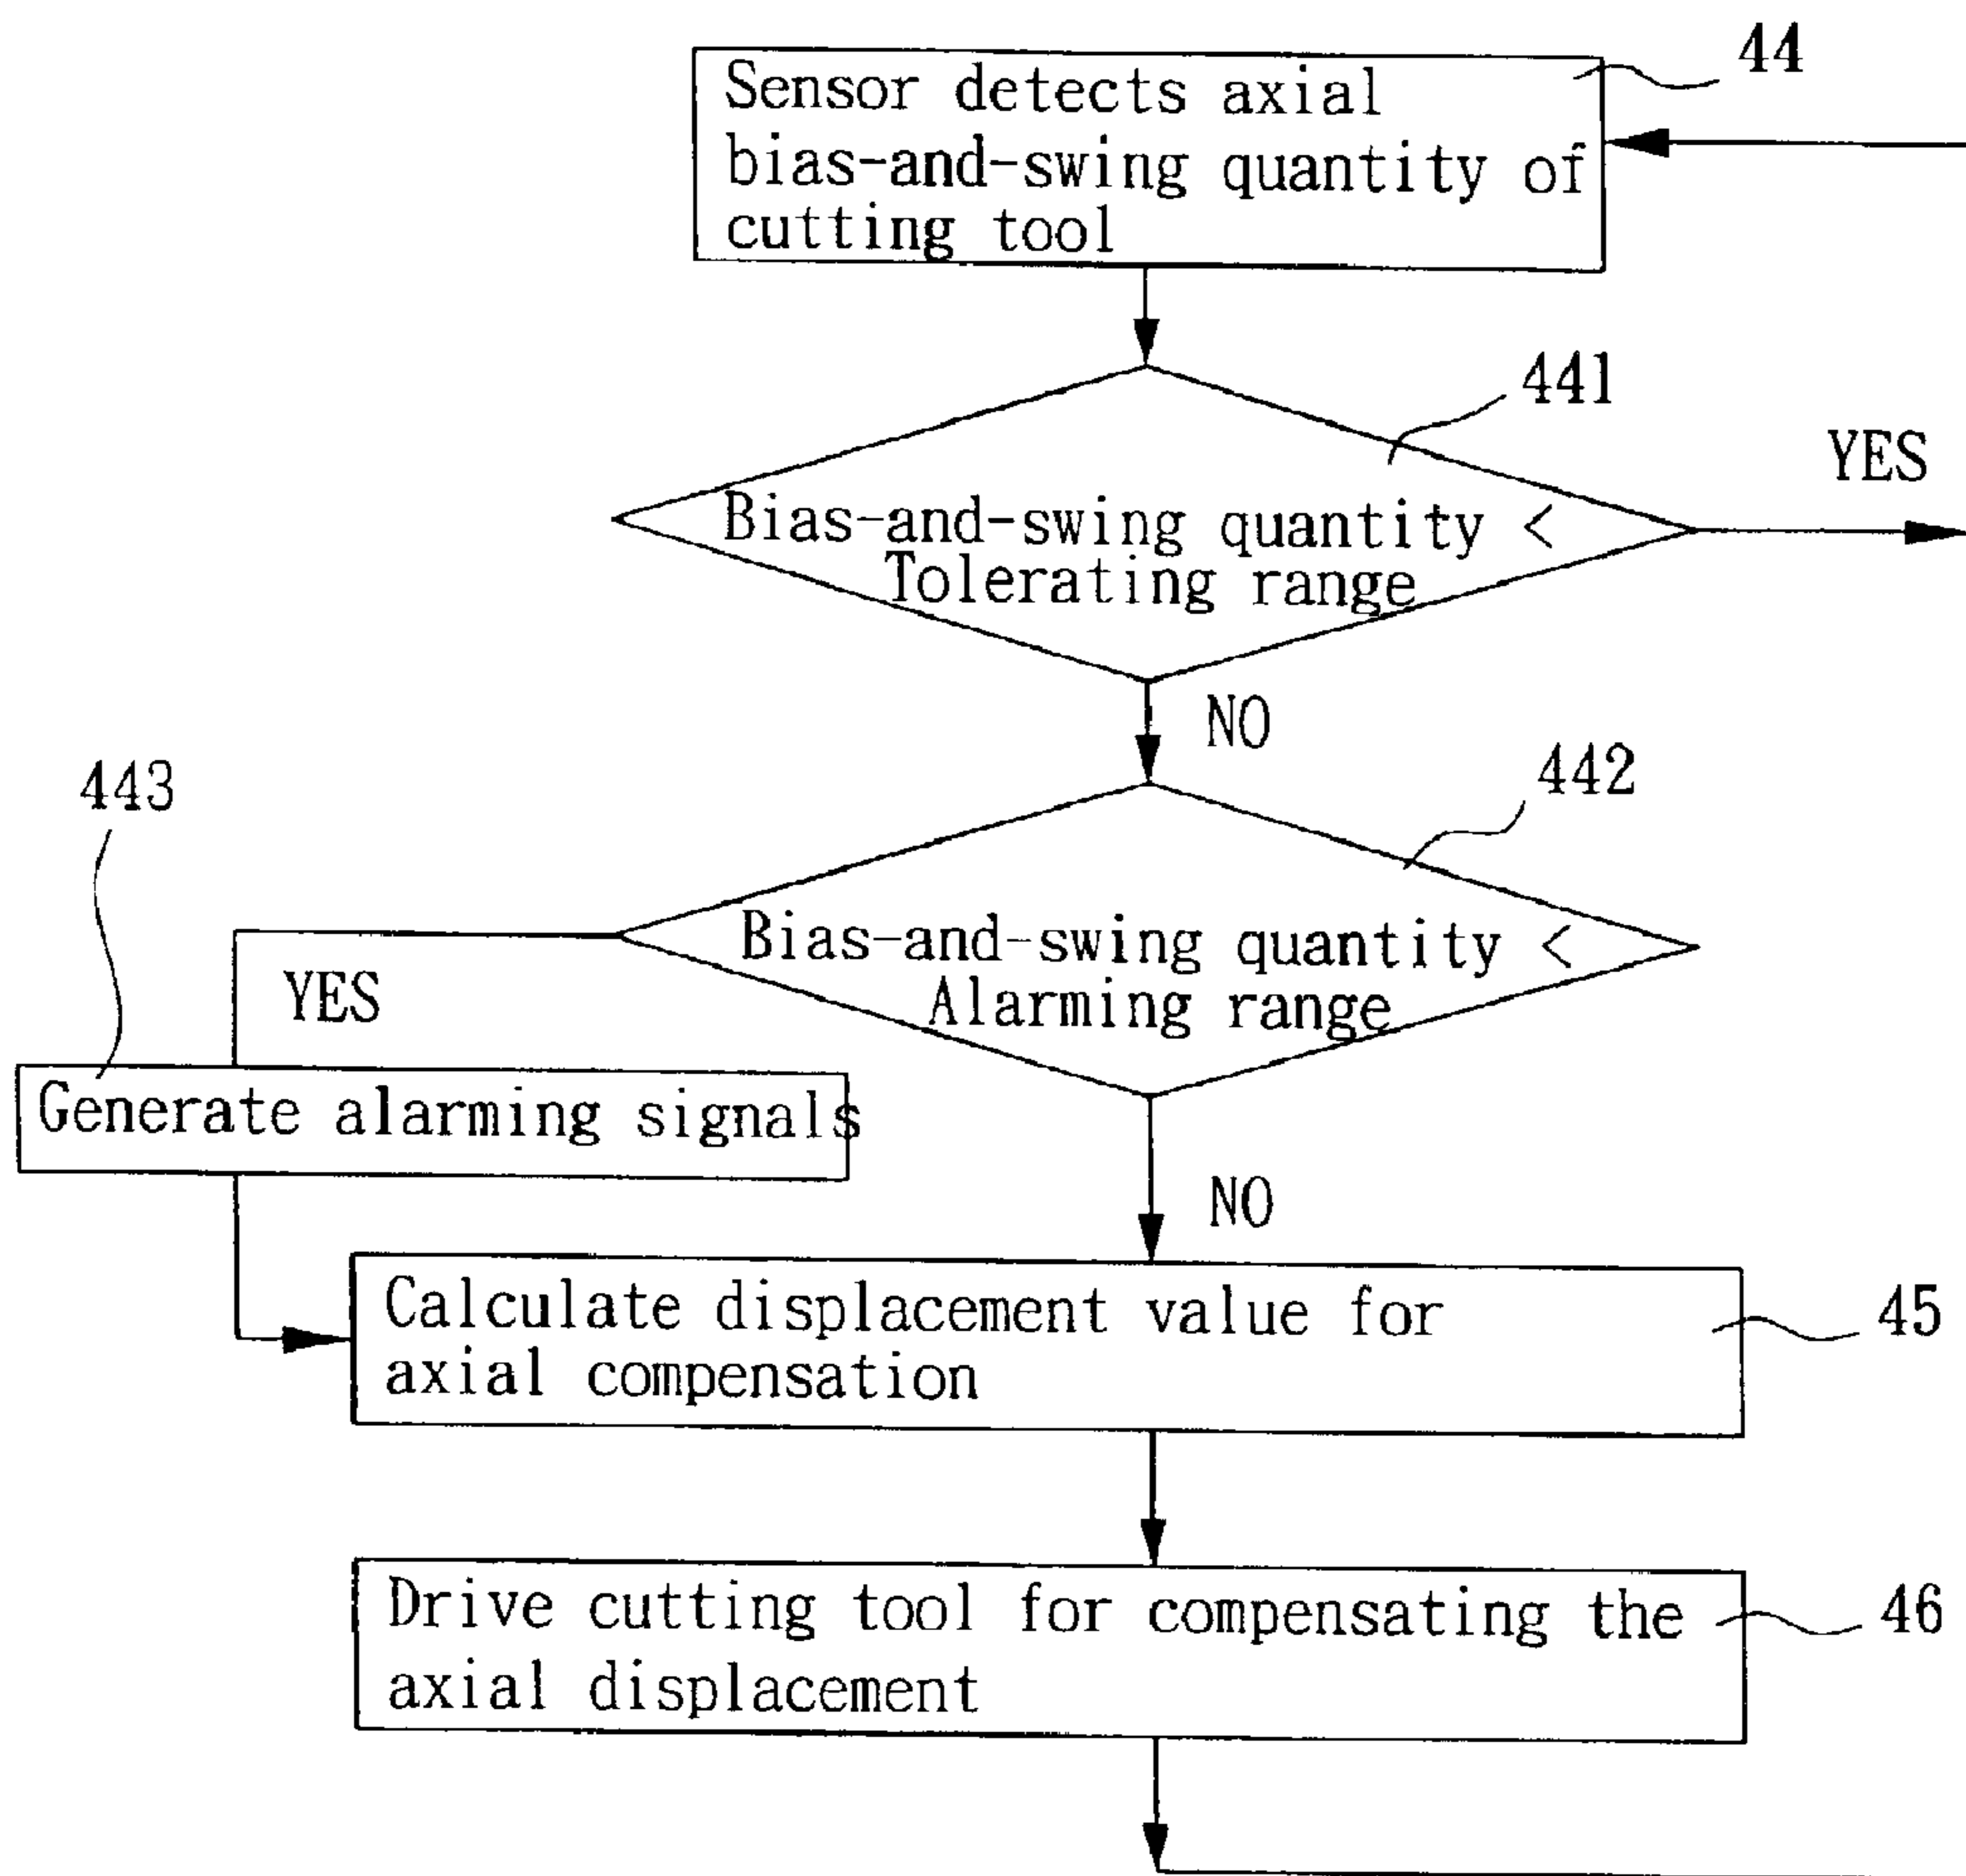 44
Sensor detects axial
bias-and-swing quantity of
cutting tool
441
YES
Bias-and-swing quantity <
Tolerating range
NO
443
442
Bias-and-swing quantity <
Alarming range
YES
Generate alarming signals
NO
Calculate displacement value for
axial compensation
45
Drive cutting tool for compensating the
axial displacement
46